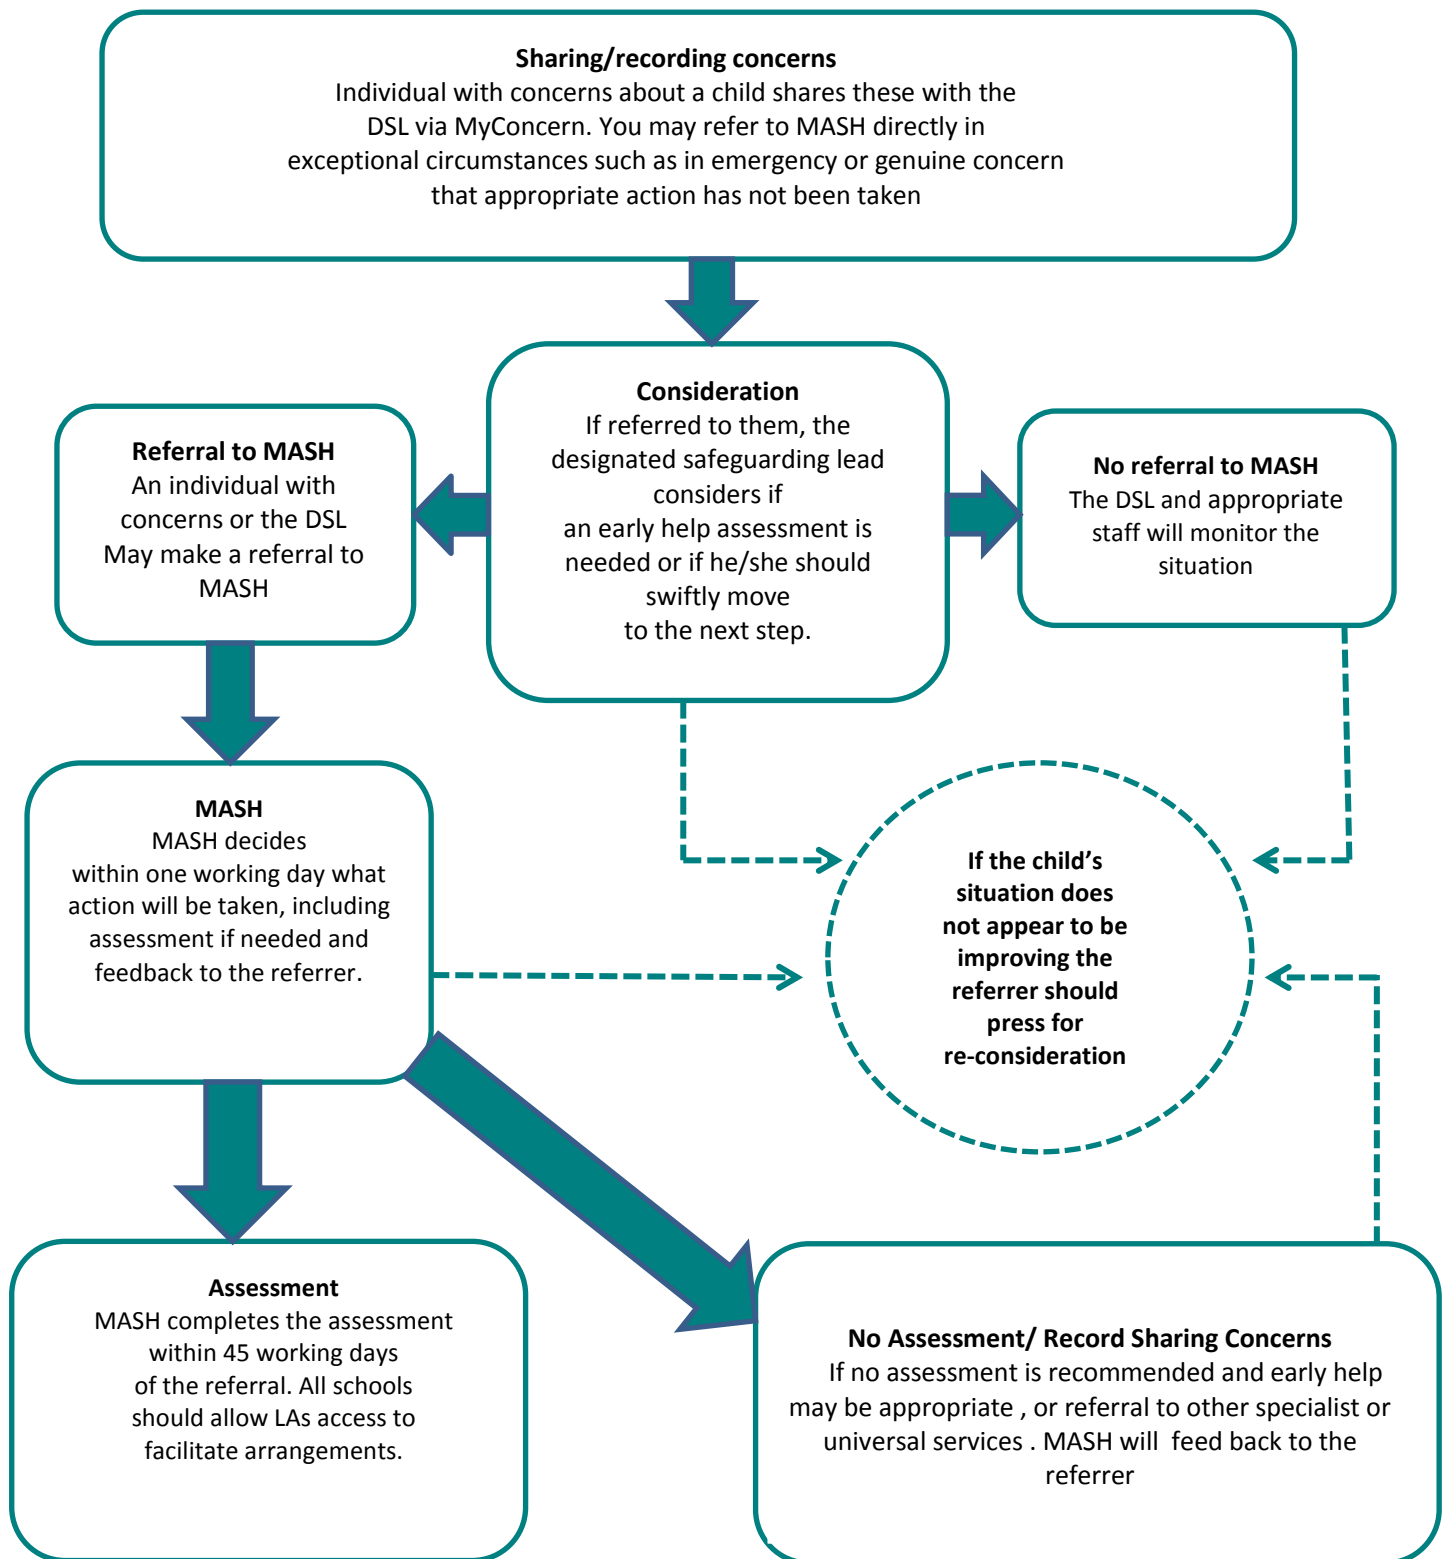 Sharing/recording concerns
Individual with concerns about a child shares these with the
DSL via MyConcern. You may refer to MASH directly in
exceptional circumstances such as in emergency or genuine concern
that appropriate action has not been taken
Consideration
If referred to them, the
designated safeguarding lead
considers if
an early help assessment is
needed or if he/she should
swiftly move
to the next step.
Referral to MASH
An individual with
concerns or the DSL
May make a referral to
MASH
No referral to MASH
The DSL and appropriate
staff will monitor the
situation
MASH
MASH decides
within one working day what
action will be taken, including
assessment if needed and
feedback to the referrer.
If the child’s
situation does
not appear to be
improving the
referrer should
press for
re-consideration
Assessment
MASH completes the assessment
within 45 working days
of the referral. All schools
should allow LAs access to
facilitate arrangements.
No Assessment/ Record Sharing Concerns
If no assessment is recommended and early help
may be appropriate , or referral to other specialist or
universal services . MASH will  feed back to the
referrer